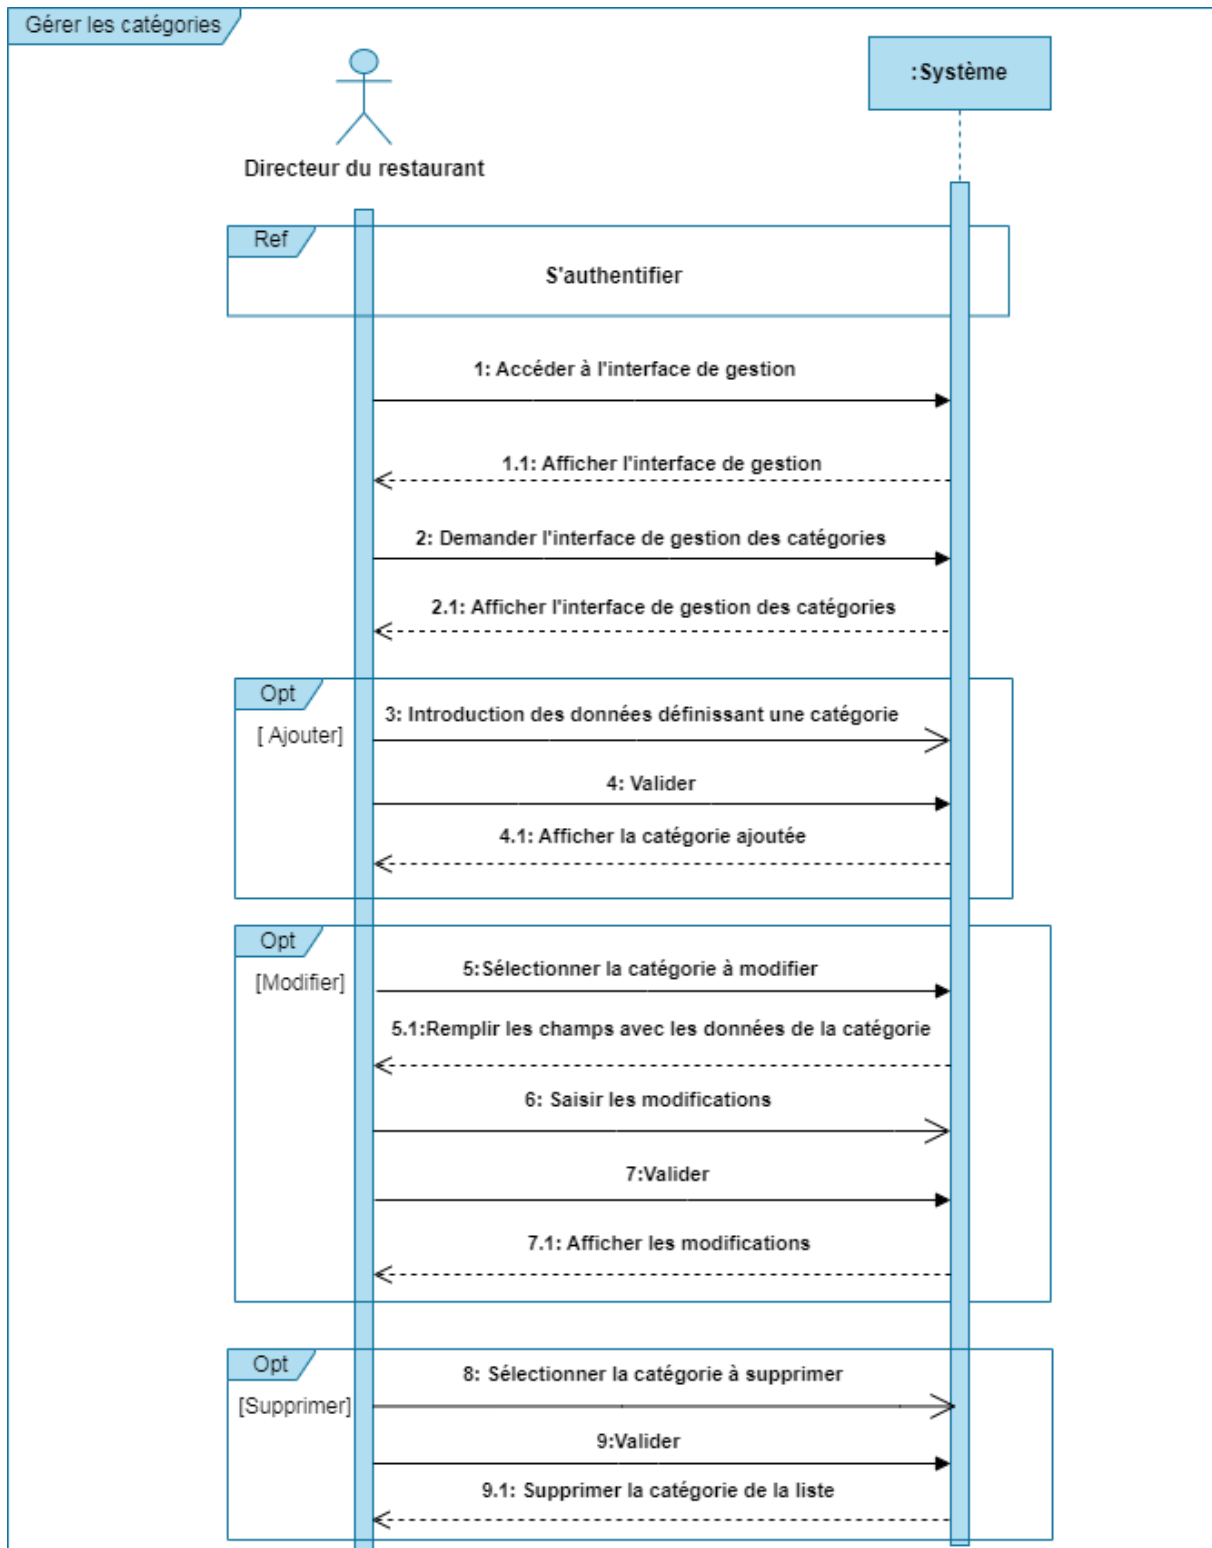 Gérer les catégories
:Système
Directeur du restaurant
Ref
S'authentifier
1: Accéder à l'interface de gestion
1.1: Afficher l'interface de gestion
2: Demander l'interface de gestion des catégories
2.1: Afficher l'interface de gestion des catégories
Opt
[ Ajouter]
3: Introduction des données définissant une catégorie
4: Valider
4.1: Afficher la catégorie ajoutée
Opt
[Modifier]
5:Sélectionner la catégorie à modifier
5.1:Remplir les champs avec les données de la catégorie
6: Saisir les modifications
7:Valider
7.1: Afficher les modifications
Opt
[Supprimer]
8: Sélectionner la catégorie à supprimer
9:Valider
9.1: Supprimer la catégorie de la liste